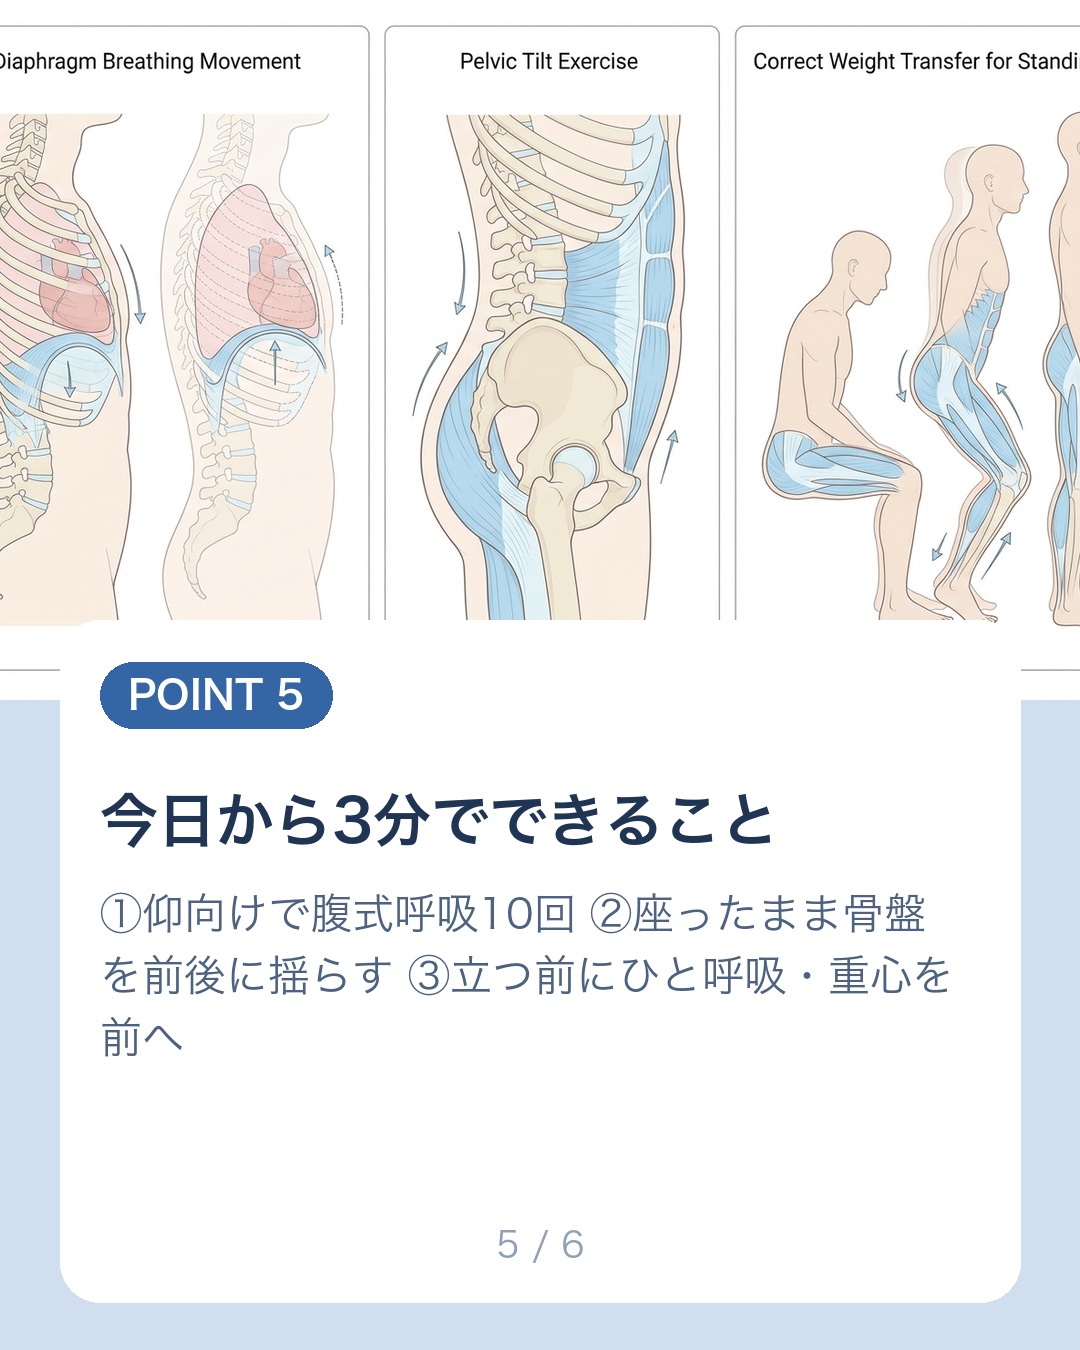 Diaphragm Breathing Movement
Pelvic Tilt Exercise
Correct Weight Transfer for Standi
POINT 5
今日から3分でできること
①仰向けで腹式呼吸10回 ②座ったまま骨盤
を前後に揺らす ③立つ前にひと呼吸・重心を
前へ
5 / 6